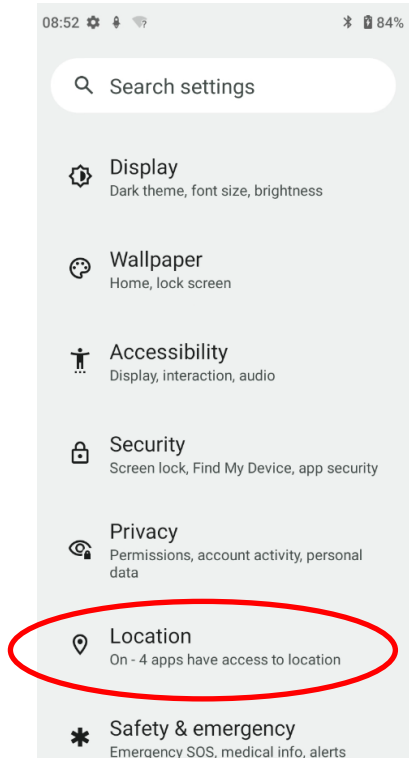 08:52 84%
Search settings
Display
Dark theme, font size, brightness
Wallpaper
Home, lock screen
Accessibility
Display, interaction, audio
Security
Screen lock, Find My Device, app security
Privacy
Permissions, account activity, personal
data
Location
On - 4 apps have access to location
Safety & emergency
Emergency SOS, medical info, alerts